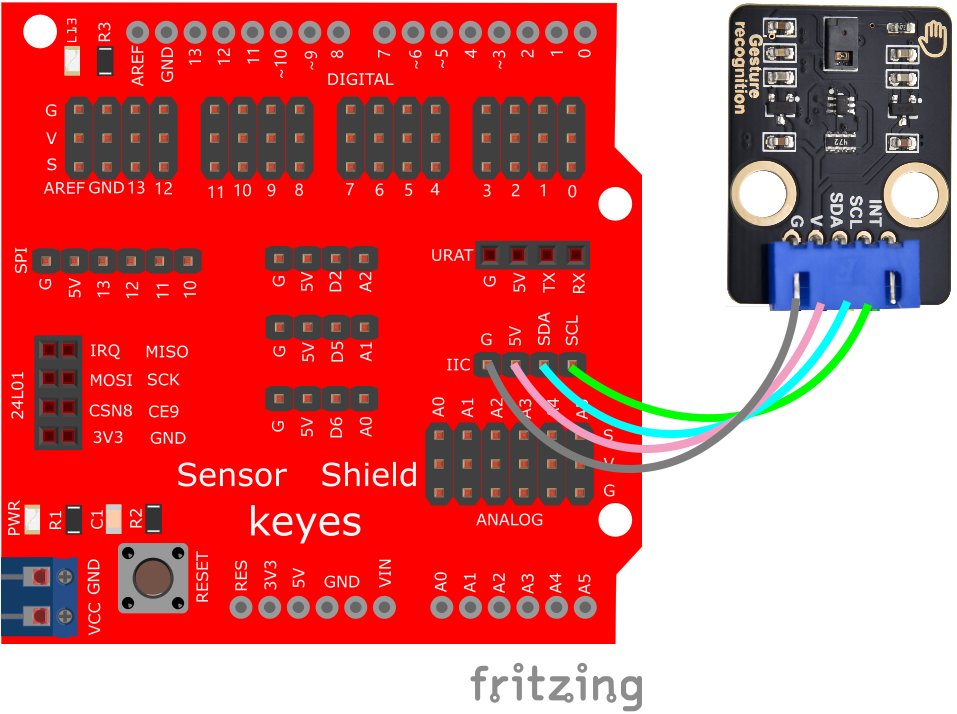 L13
R3
AREF
GND
13
12
11
~10
~9
8
7
~6
~5
4
~3
2
1
0
DIGITAL
G
V
S
AREF GND 13 12
11 10 9 8
7 6 5 4
3 2 1 0
Gesture
recognition
472
G
V
SDA
SCL
INT
SPI
G
5V
13
12
11
10
G
5V
D2
A2
URAT
G
5V
TX
RX
G
5V
D5
A1
IIC
G
5V
SDA
SCL
24L01
IRQ MISO
MOSI SCK
CSN8 CE9
3V3 GND
G
5V
D6
A0
A0
A1
A2
A3
A4
A5
S
V
G
ANALOG
Sensor Shield
keyes
PWR
R1
C1
R2
GND
VCC
RESET
RES
3V3
5V
GND
VIN
A0
A1
A2
A3
A4
A5
fritzing